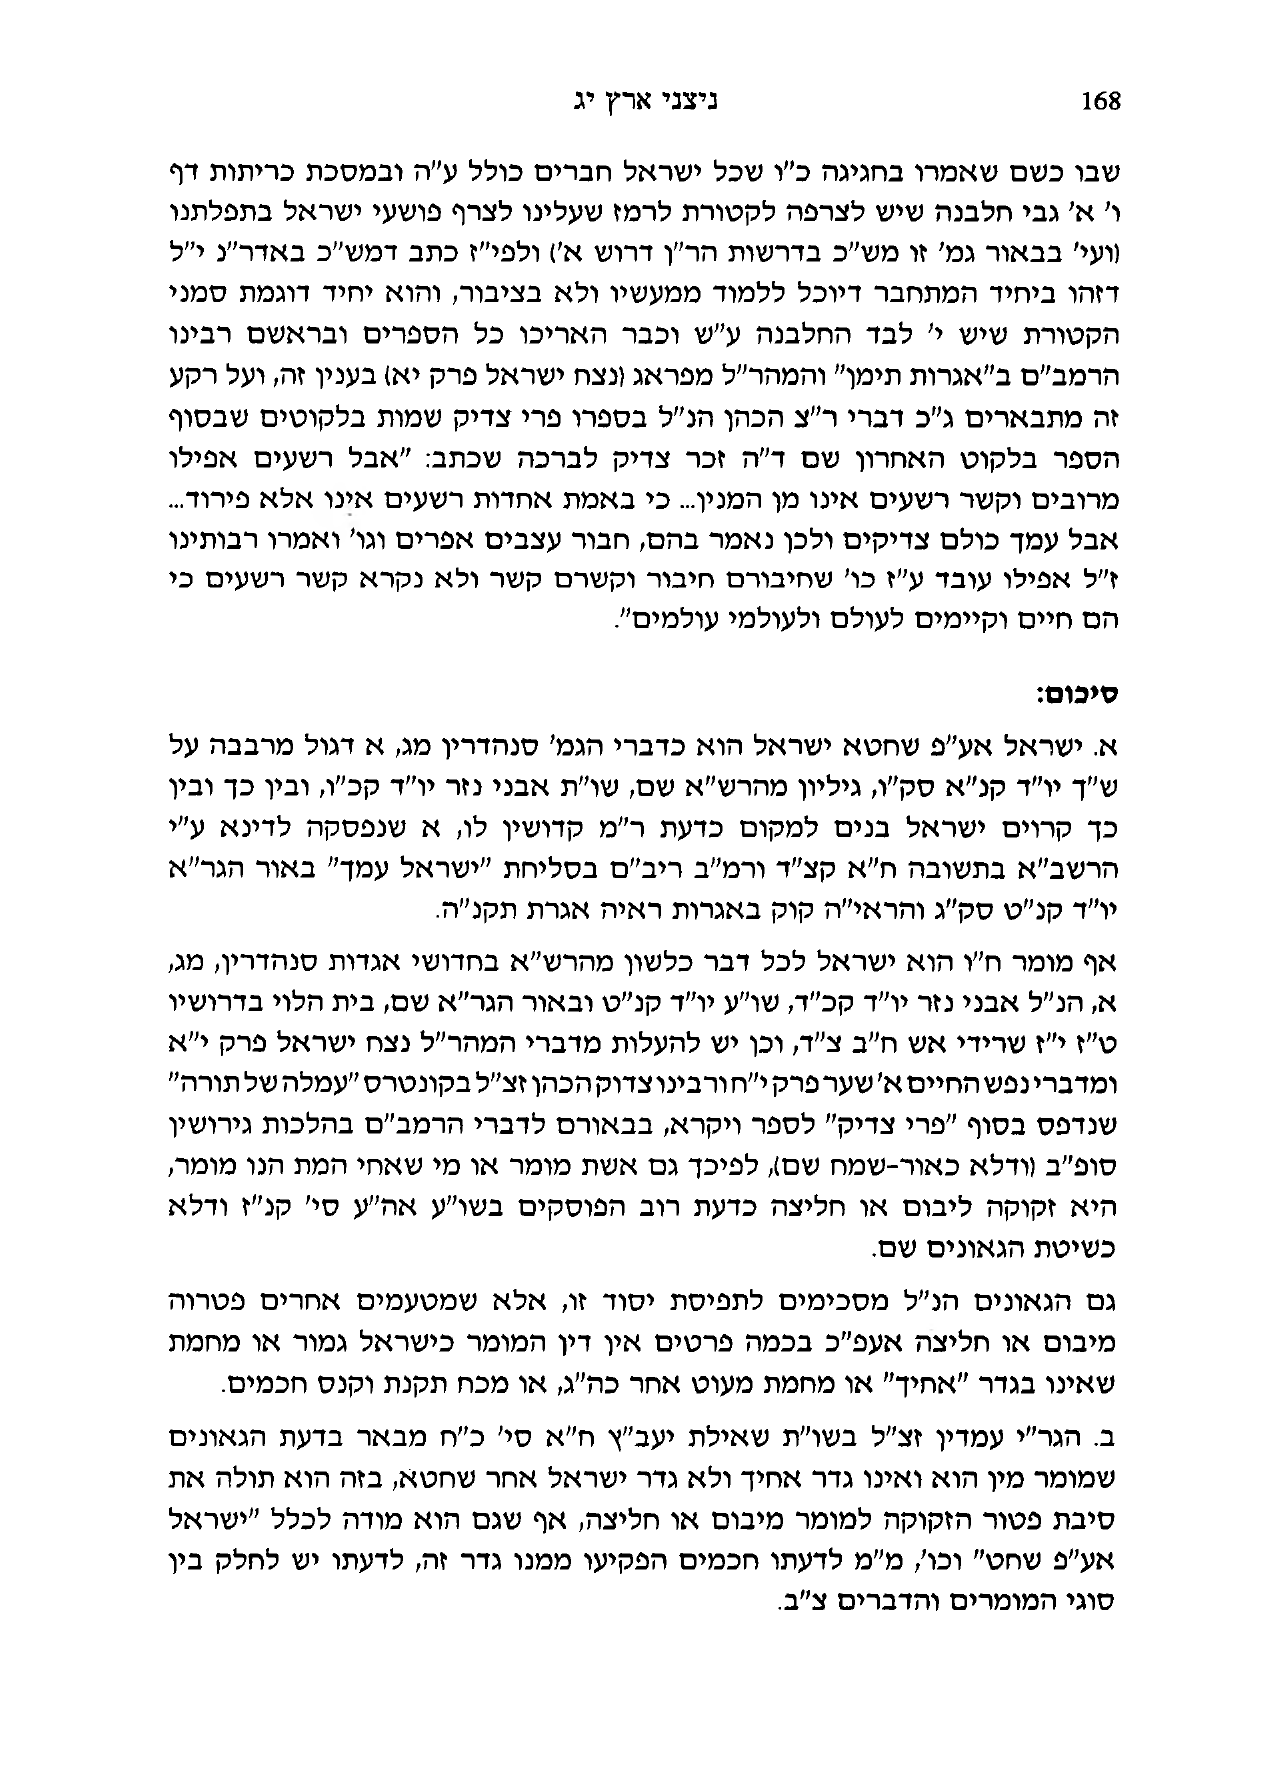 168
ניצני ארץ יג
שבו כשם שאמרו בחגיגה כ"ו שכל ישראל חברים כולל ע"ה ובמסכת כריתות דף
ו' א' גבי חלבנה שיש לצרפה לקטורת לרמז שעלינו לצרף פושעי ישראל בתפלתנו
(ועי' בבאור גמ' זו מש"כ בדרשות הר"ן דרוש א') ולפי"ז כתב דמש"כ באדר"נ י"ל
דזהו ביחיד המתחבר דיוכל ללמוד ממעשיו ולא בציבור, והוא יחיד דוגמת סמני
הקטורת שיש י' לבד החלבנה ע"ש וכבר האריכו כל הספרים ובראשם רבינו
הרמב"ם ב"אגרות תימן" והמהר"ל מפראג (נצח ישראל פרק יא) בענין זה, ועל רקע
זה מתבארים ג"כ דברי ר"צ הכהן הנ"ל בספרו פרי צדיק שמות בלקוטים שבסוף
הספר בלקוט האחרון שם ד"ה זכר צדיק לברכה שכתב: "אבל רשעים אפילו
מרובים וקשר רשעים אינו מן המנין... כי באמת אחדות רשעים אינו אלא פירוד...
אבל עמך כולם צדיקים ולכן נאמר בהם, חבור עצבים אפרים וגו' ואמרו רבותינו
ז"ל אפילו עובד ע"ז כו' שחיבורם חיבור וקשרם קשר ולא נקרא קשר רשעים כי
הם חיים וקיימים לעולם ולעולמי עולמים".
סיכום:
א. ישראל אע"פ שחטא ישראל הוא כדברי הגמ' סנהדרין מג, א דגול מרבבה על
ש"ך יו"ד קנ"א סק"ו, גיליון מהרש"א שם, שו"ת אבני נזר יו"ד קכ"ו, ובין כך ובין
כך קרוים ישראל בנים למקום כדעת ר"מ קדושין לו, א שנפסקה לדינא ע"י
הרשב"א בתשובה ח"א קצ"ד ורמ"ב ריב"ם בסליחת "ישראל עמך" באור הגר"א
יו"ד קנ"ט סק"ג והראי"ה קוק באגרות ראיה אגרת תקנ"ה.
אף מומר ח"ו הוא ישראל לכל דבר כלשון מהרש"א בחדושי אגדות סנהדרין, מג,
א, הנ"ל אבני נזר יו"ד קכ"ד, שו"ע יו"ד קנ"ט ובאור הגר"א שם, בית הלוי בדרושיו
ט"ז י"ז שרידי אש ח"ב צ"ד, וכן יש להעלות מדברי המהר"ל נצח ישראל פרק י"א
ומדברי נפש החיים א' שער פרק י"ח ורבינו צדוק הכהן זצ"ל בקונטרס "עמלה של תורה"
שנדפס בסוף "פרי צדיק" לספר ויקרא, בבאורם לדברי הרמב"ם בהלכות גירושין
סופ"ב (ודלא כאור-שמח שם), לפיכך גם אשת מומר או מי שאחי המת הנו מומר,
היא זקוקה ליבום או חליצה כדעת רוב הפוסקים בשו"ע אה"ע סי' קנ"ז ודלא
כשיטת הגאונים שם.
גם הגאונים הנ"ל מסכימים לתפיסת יסוד זו, אלא שמטעמים אחרים פטרוה
מיבום או חליצה אעפ"כ בכמה פרטים אין דין המומר כישראל גמור או מחמת
שאינו בגדר "אחיך" או מחמת מעוט אחר כה"ג, או מכח תקנת וקנס חכמים.
ב. הגר"י עמדין זצ"ל בשו"ת שאילת יעב"ץ ח"א סי' כ"ח מבאר בדעת הגאונים
שמומר מין הוא ואינו גדר אחיך ולא גדר ישראל אחר שחטא, בזה הוא תולה את
סיבת פטור הזקוקה למומר מיבום או חליצה, אף שגם הוא מודה לכלל "ישראל
אע"פ שחט" וכו', מ"מ לדעתו חכמים הפקיעו ממנו גדר זה, לדעתו יש לחלק בין
סוגי המומרים והדברים צ"ב.